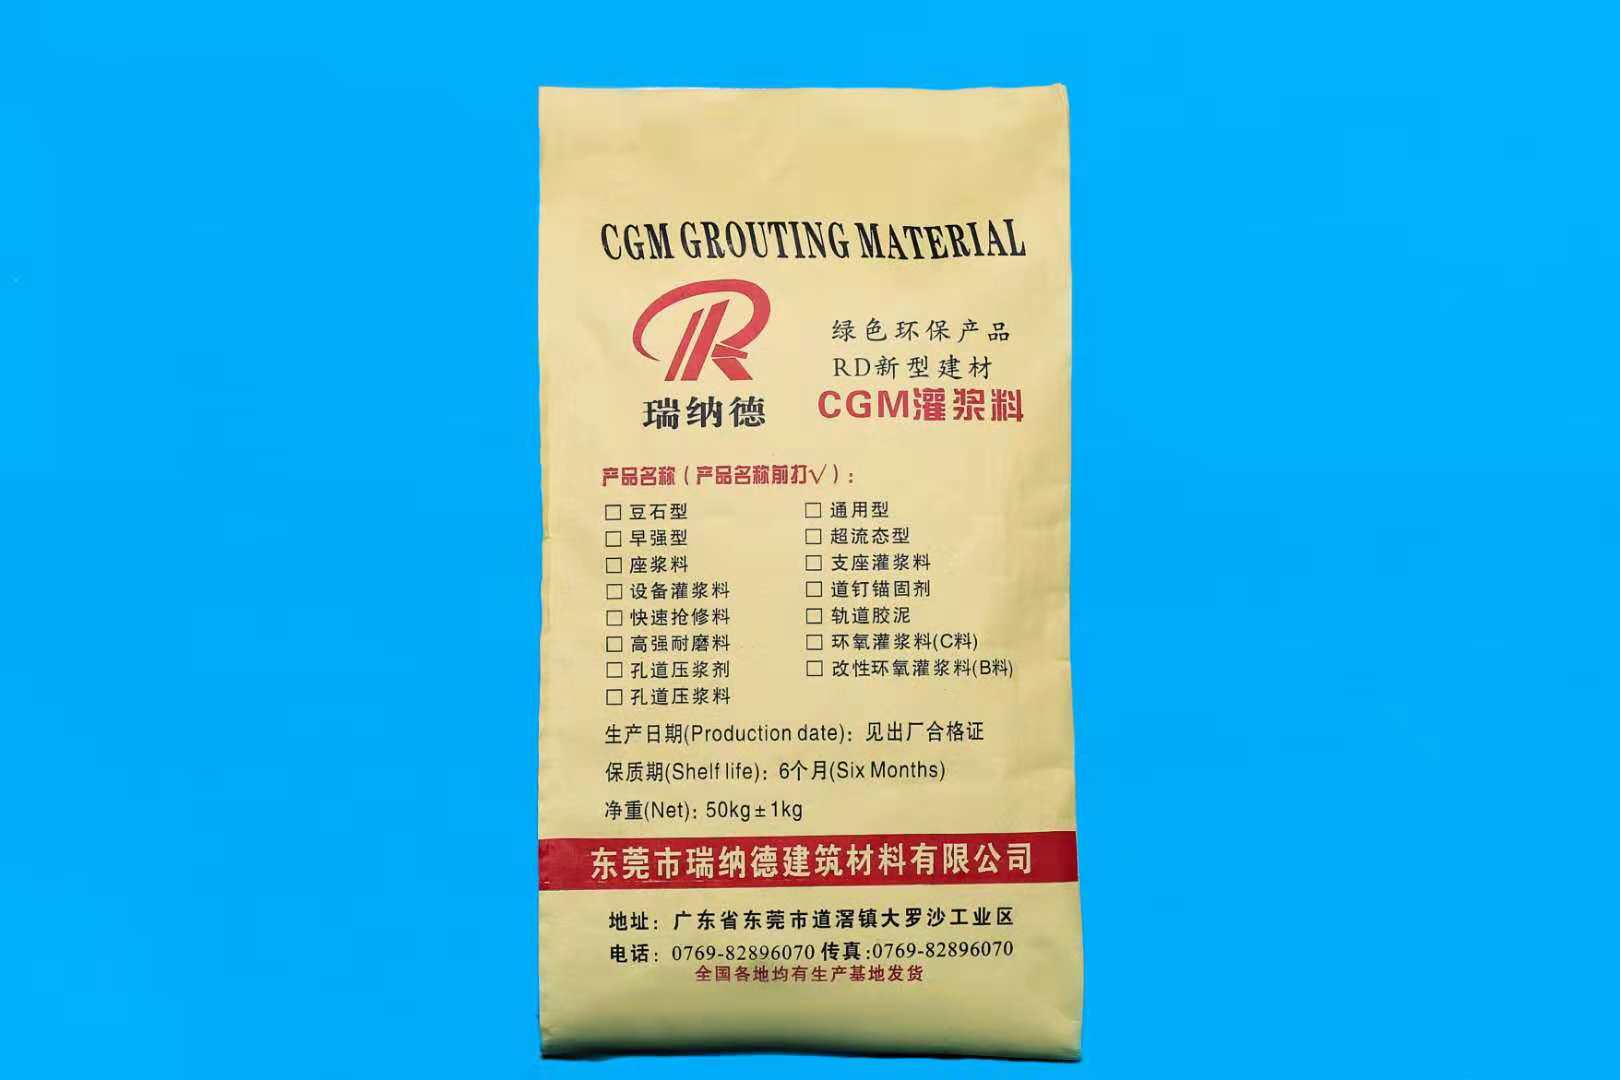 CGM GROUTING MATERIAL
R
瑞纳德
绿色环保产品
RD新型建材
CGM灌浆料
产品名称（产品名称前打√）:
□ 豆石型 □ 通用型
□ 早强型 □ 超流态型
□ 座浆料 □ 支座灌浆料
□ 设备灌浆料 □ 道钉锚固剂
□ 快速抢修料 □ 轨道胶泥
□ 高强耐磨料 □ 环氧灌浆料(C料)
□ 孔道压浆剂 □ 改性环氧灌浆料(B料)
□ 孔道压浆料
生产日期(Production date): 见出厂合格证
保质期(Shelf life): 6个月(Six Months)
净重(Net): 50kg±1kg
东莞市瑞纳德建筑材料有限公司
地址: 广东省东莞市道滘镇大罗沙工业区
电话: 0769-82896070 传真:0769-82896070
全国各地均有生产基地发货